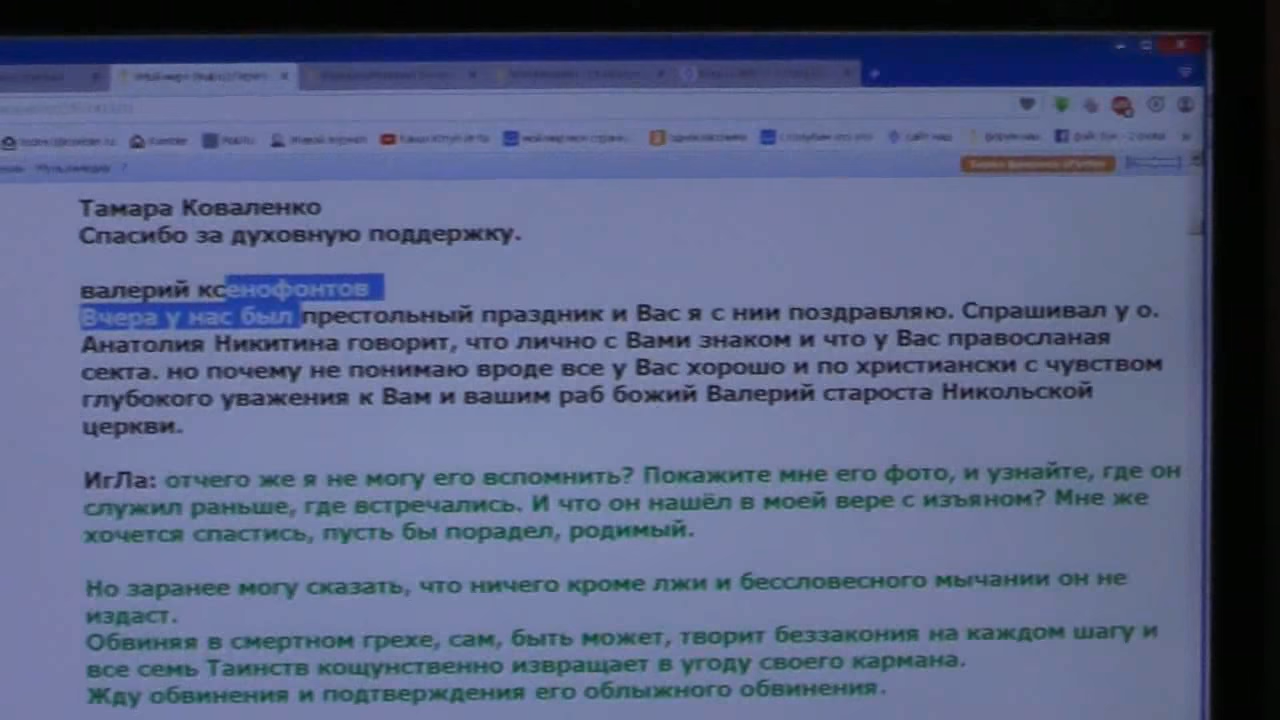 Тамара Коваленко
Спасибо за духовную поддержку.
валерий ксенофонтов
Вчера у нас был престольный праздник и Вас я с нии поздравляю. Спрашивал у о.
Анатолия Никитина говорит, что лично с Вами знаком и что у Вас правосланая
секта. но почему не понимаю вроде все у Вас хорошо и по христиански с чувством
глубокого уважения к Вам и вашим раб божий Валерий староста Никольской
церкви.
ИгЛа: отчего же я не могу его вспомнить? Покажите мне его фото, и узнайте, где он
служил раньше, где встречались. И что он нашёл в моей вере с изъяном? Мне же
хочется спастись, пусть бы порадел, родимый.
Но заранее могу сказать, что ничего кроме лжи и бессловесного мычании он не
издаст.
Обвиняя в смертном грехе, сам, быть может, творит беззакония на каждом шагу и
все семь Таинств кощунственно извращает в угоду своего кармана.
Жду обвинения и подтверждения его облыжного обвинения.